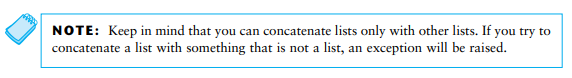 NOTE: Keep in mind that you can concatenate lists only with other lists. If you try to
concatenate a list with something that is not a list, an exception will be raised.